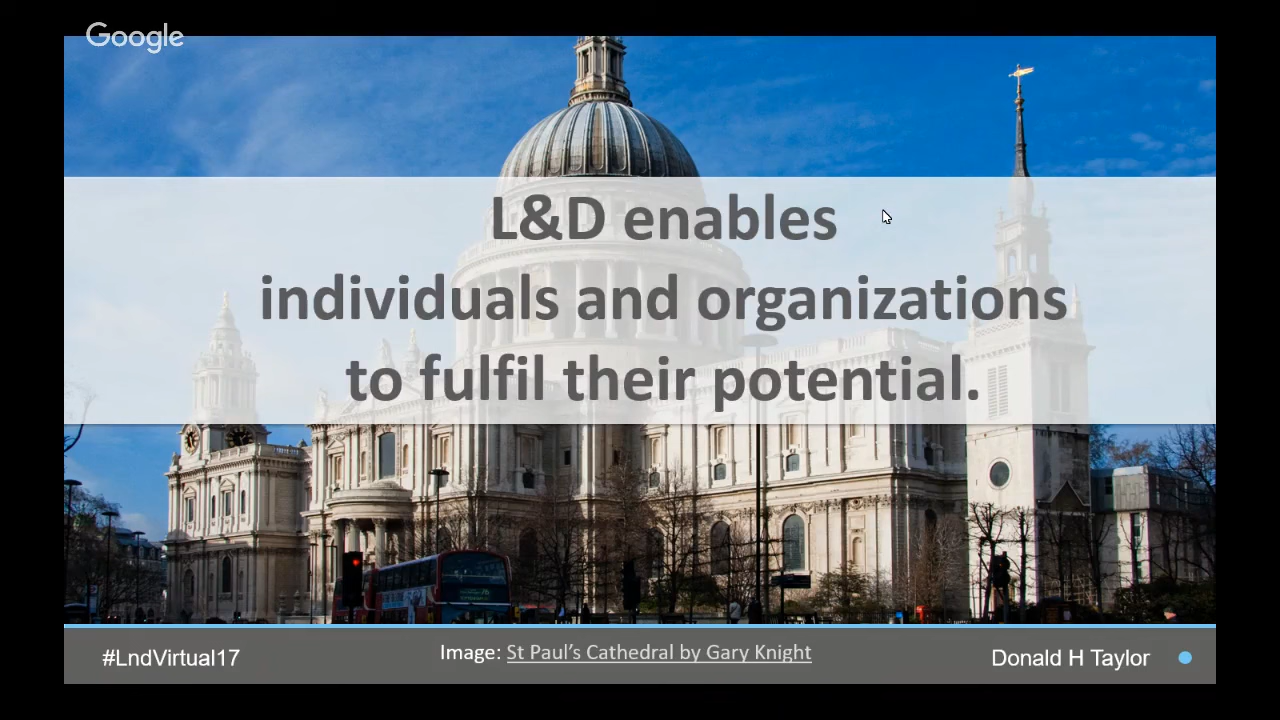 Google
L&D enables
individuals and organizations
to fulfil their potential.
#LndVirtual17
Image: St Paul’s Cathedral by Gary Knight
Donald H Taylor